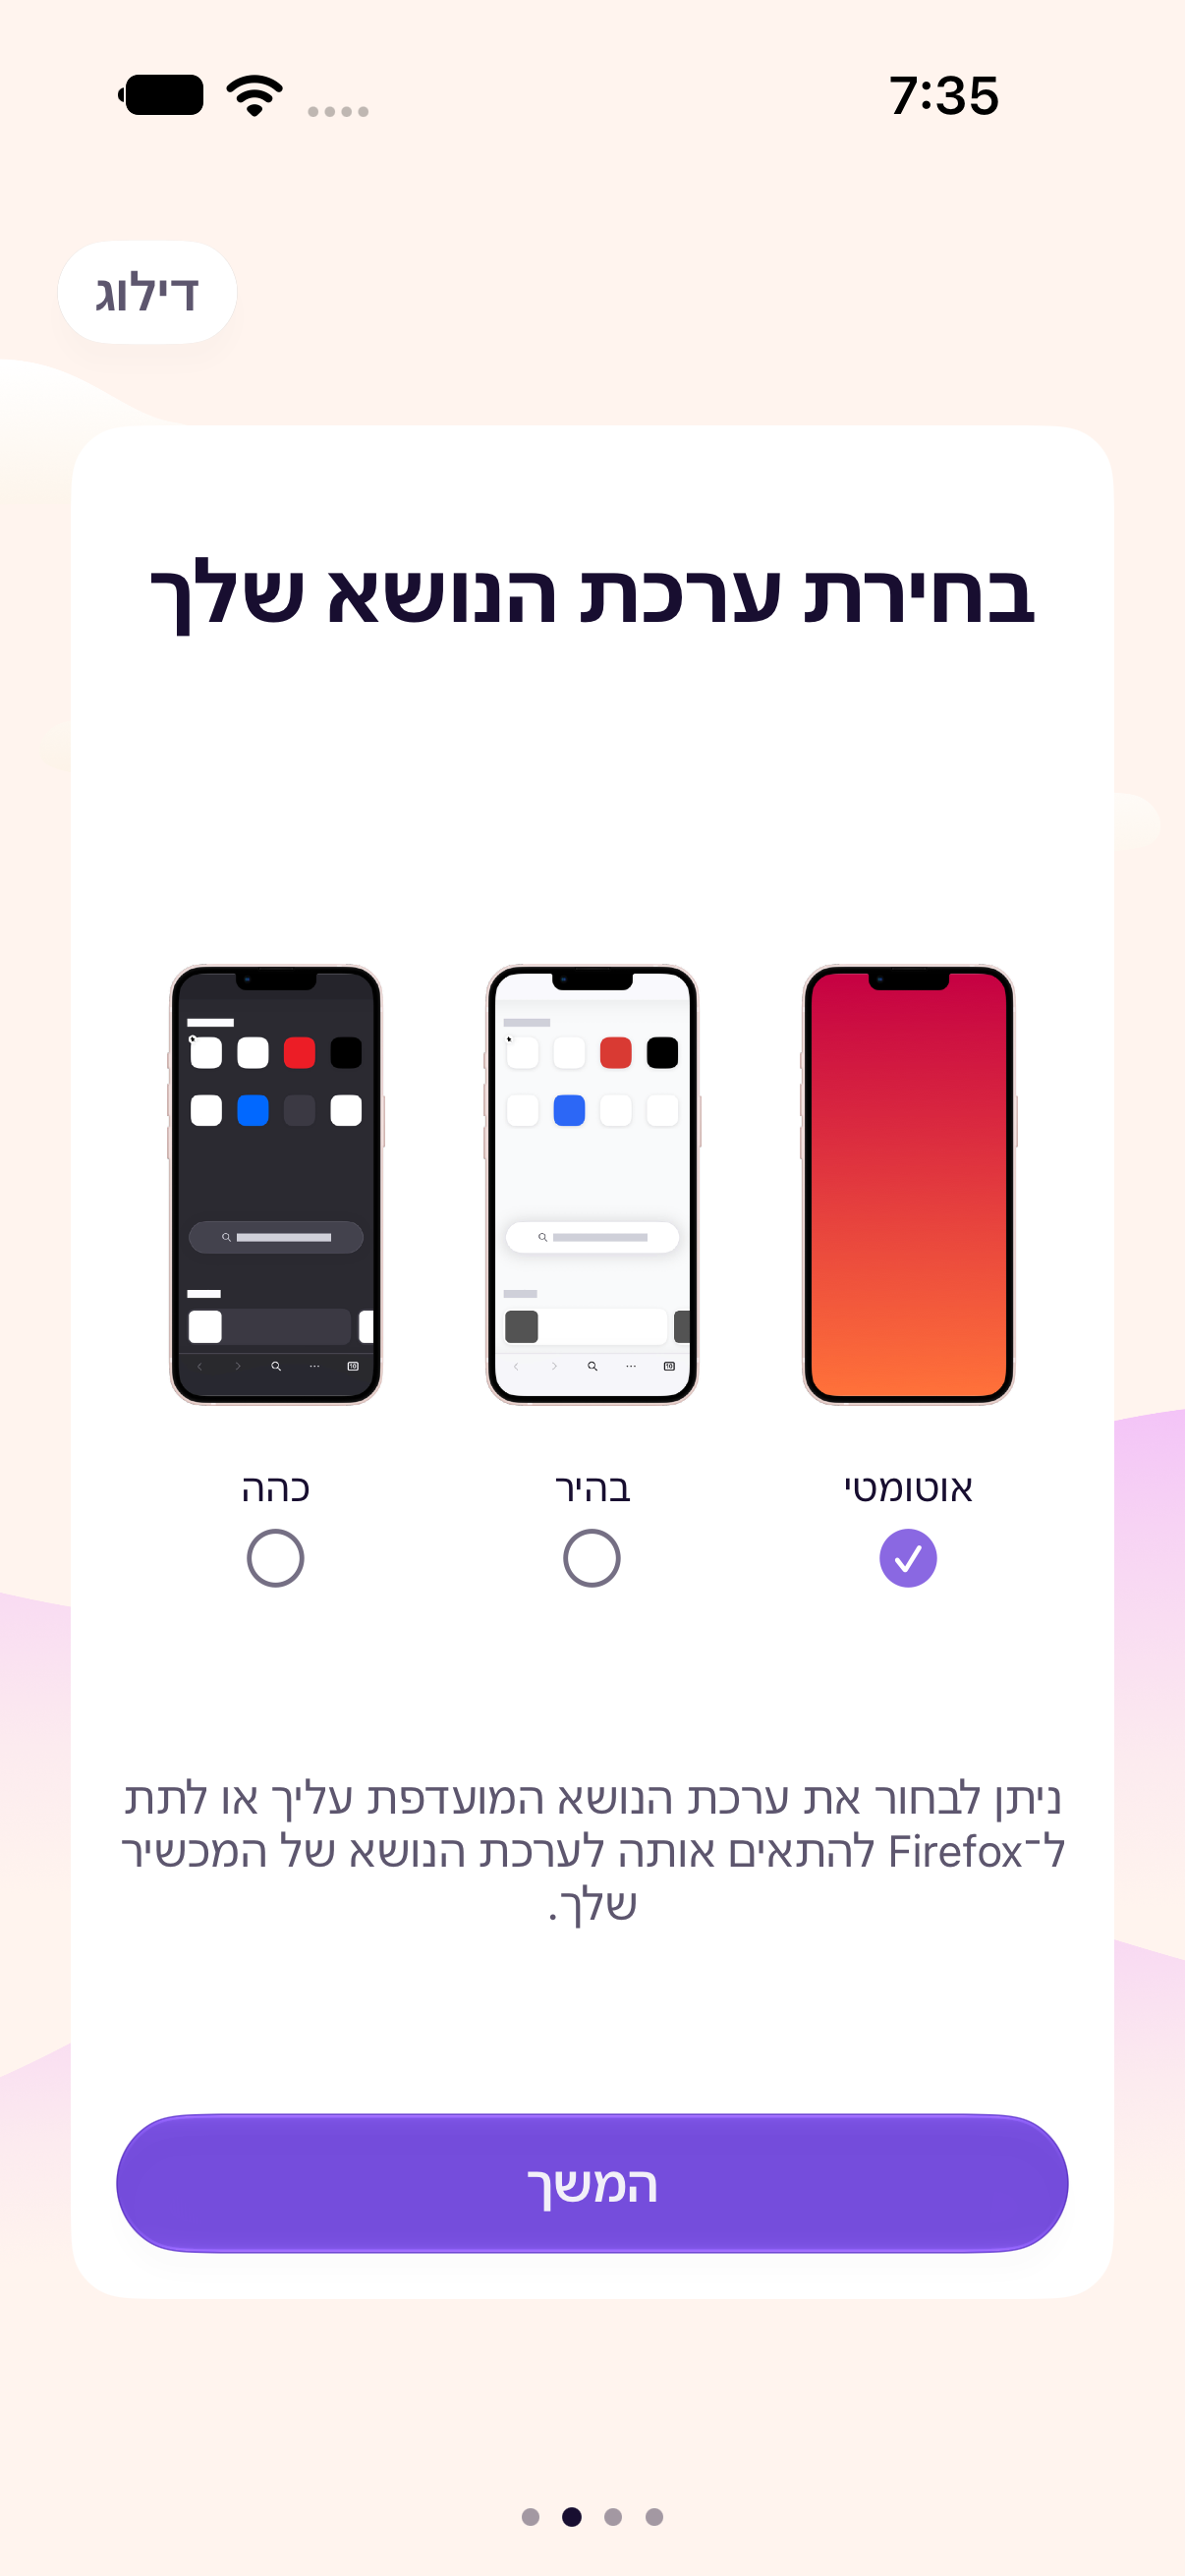 7:35
דילוג
בחירת ערכת הנושא שלך
אוטומטי
בהיר
כהה
ניתן לבחור את ערכת הנושא המועדפת עליך או לתת
ל־Firefox להתאים אותה לערכת הנושא של המכשיר
שלך.
המשך